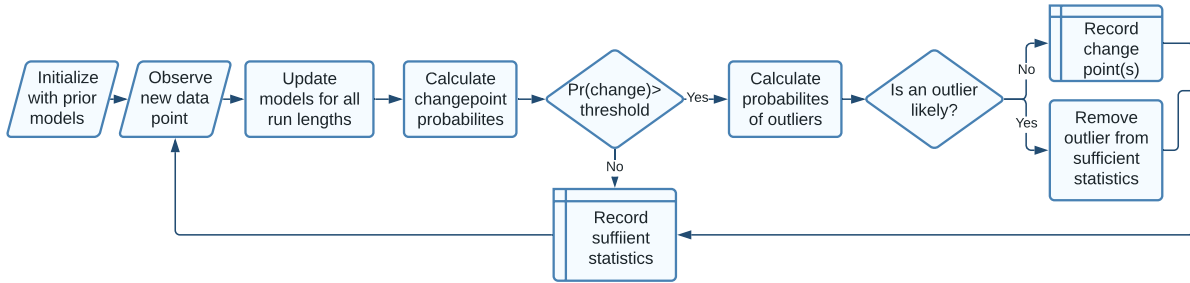 Initialize
with prior
models
Observe
new data
point
Update
models for all
run lengths
Calculate
changepoint
probabilites
Pr(change)>
threshold
Yes
No
Calculate
probabilites
of outliers
Is an outlier
likely?
No
Yes
Record
change
point(s)
Remove
outlier from
sufficient
statistics
Record
suffiient
statistics